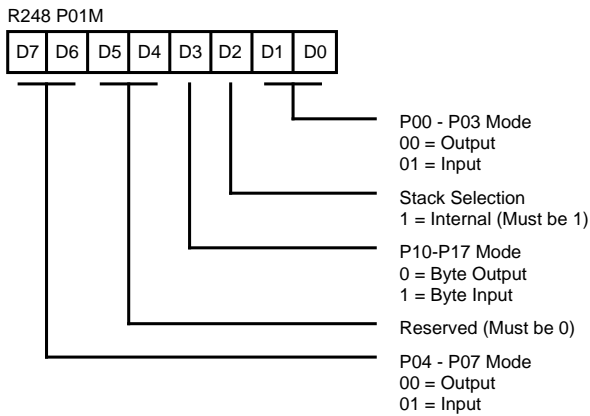 R248 P01M
D7 D6 D5 D4 D3 D2 D1 D0
P00 - P03 Mode
00 = Output
01 = Input
Stack Selection
1 = Internal (Must be 1)
P10-P17 Mode
0 = Byte Output
1 = Byte Input
Reserved (Must be 0)
P04 - P07 Mode
00 = Output
01 = Input